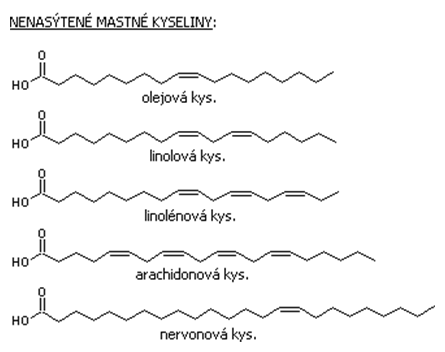 NENASÝTENÉ MASTNÉ KYSELINY:
O
HO
olejová kys.
O
HO
linolová kys.
O
HO
linolénová kys.
O
HO
arachidonová kys.
O
HO
nervonová kys.